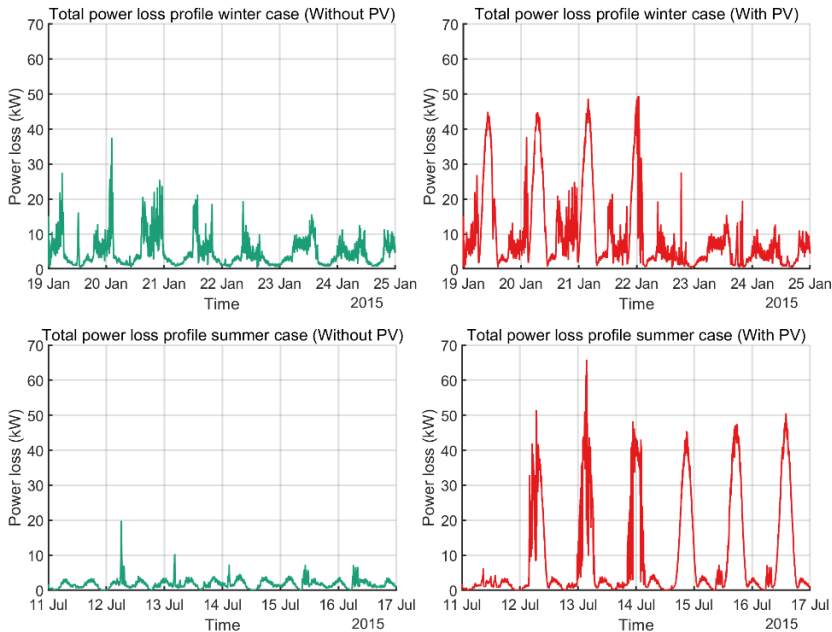 Total power loss profile winter case (Without PV)
Power loss (kW)
70
60
50
40
30
20
10
0
19 Jan 20 Jan 21 Jan 22 Jan 23 Jan 24 Jan 25 Jan
Time
2015
Total power loss profile winter case (With PV)
Power loss (kW)
70
60
50
40
30
20
10
0
19 Jan 20 Jan 21 Jan 22 Jan 23 Jan 24 Jan 25 Jan
Time
2015
Total power loss profile summer case (Without PV)
Power loss (kW)
70
60
50
40
30
20
10
0
11 Jul 12 Jul 13 Jul 14 Jul 15 Jul 16 Jul 17 Jul
Time
2015
Total power loss profile summer case (With PV)
Power loss (kW)
70
60
50
40
30
20
10
0
11 Jul 12 Jul 13 Jul 14 Jul 15 Jul 16 Jul 17 Jul
Time
2015